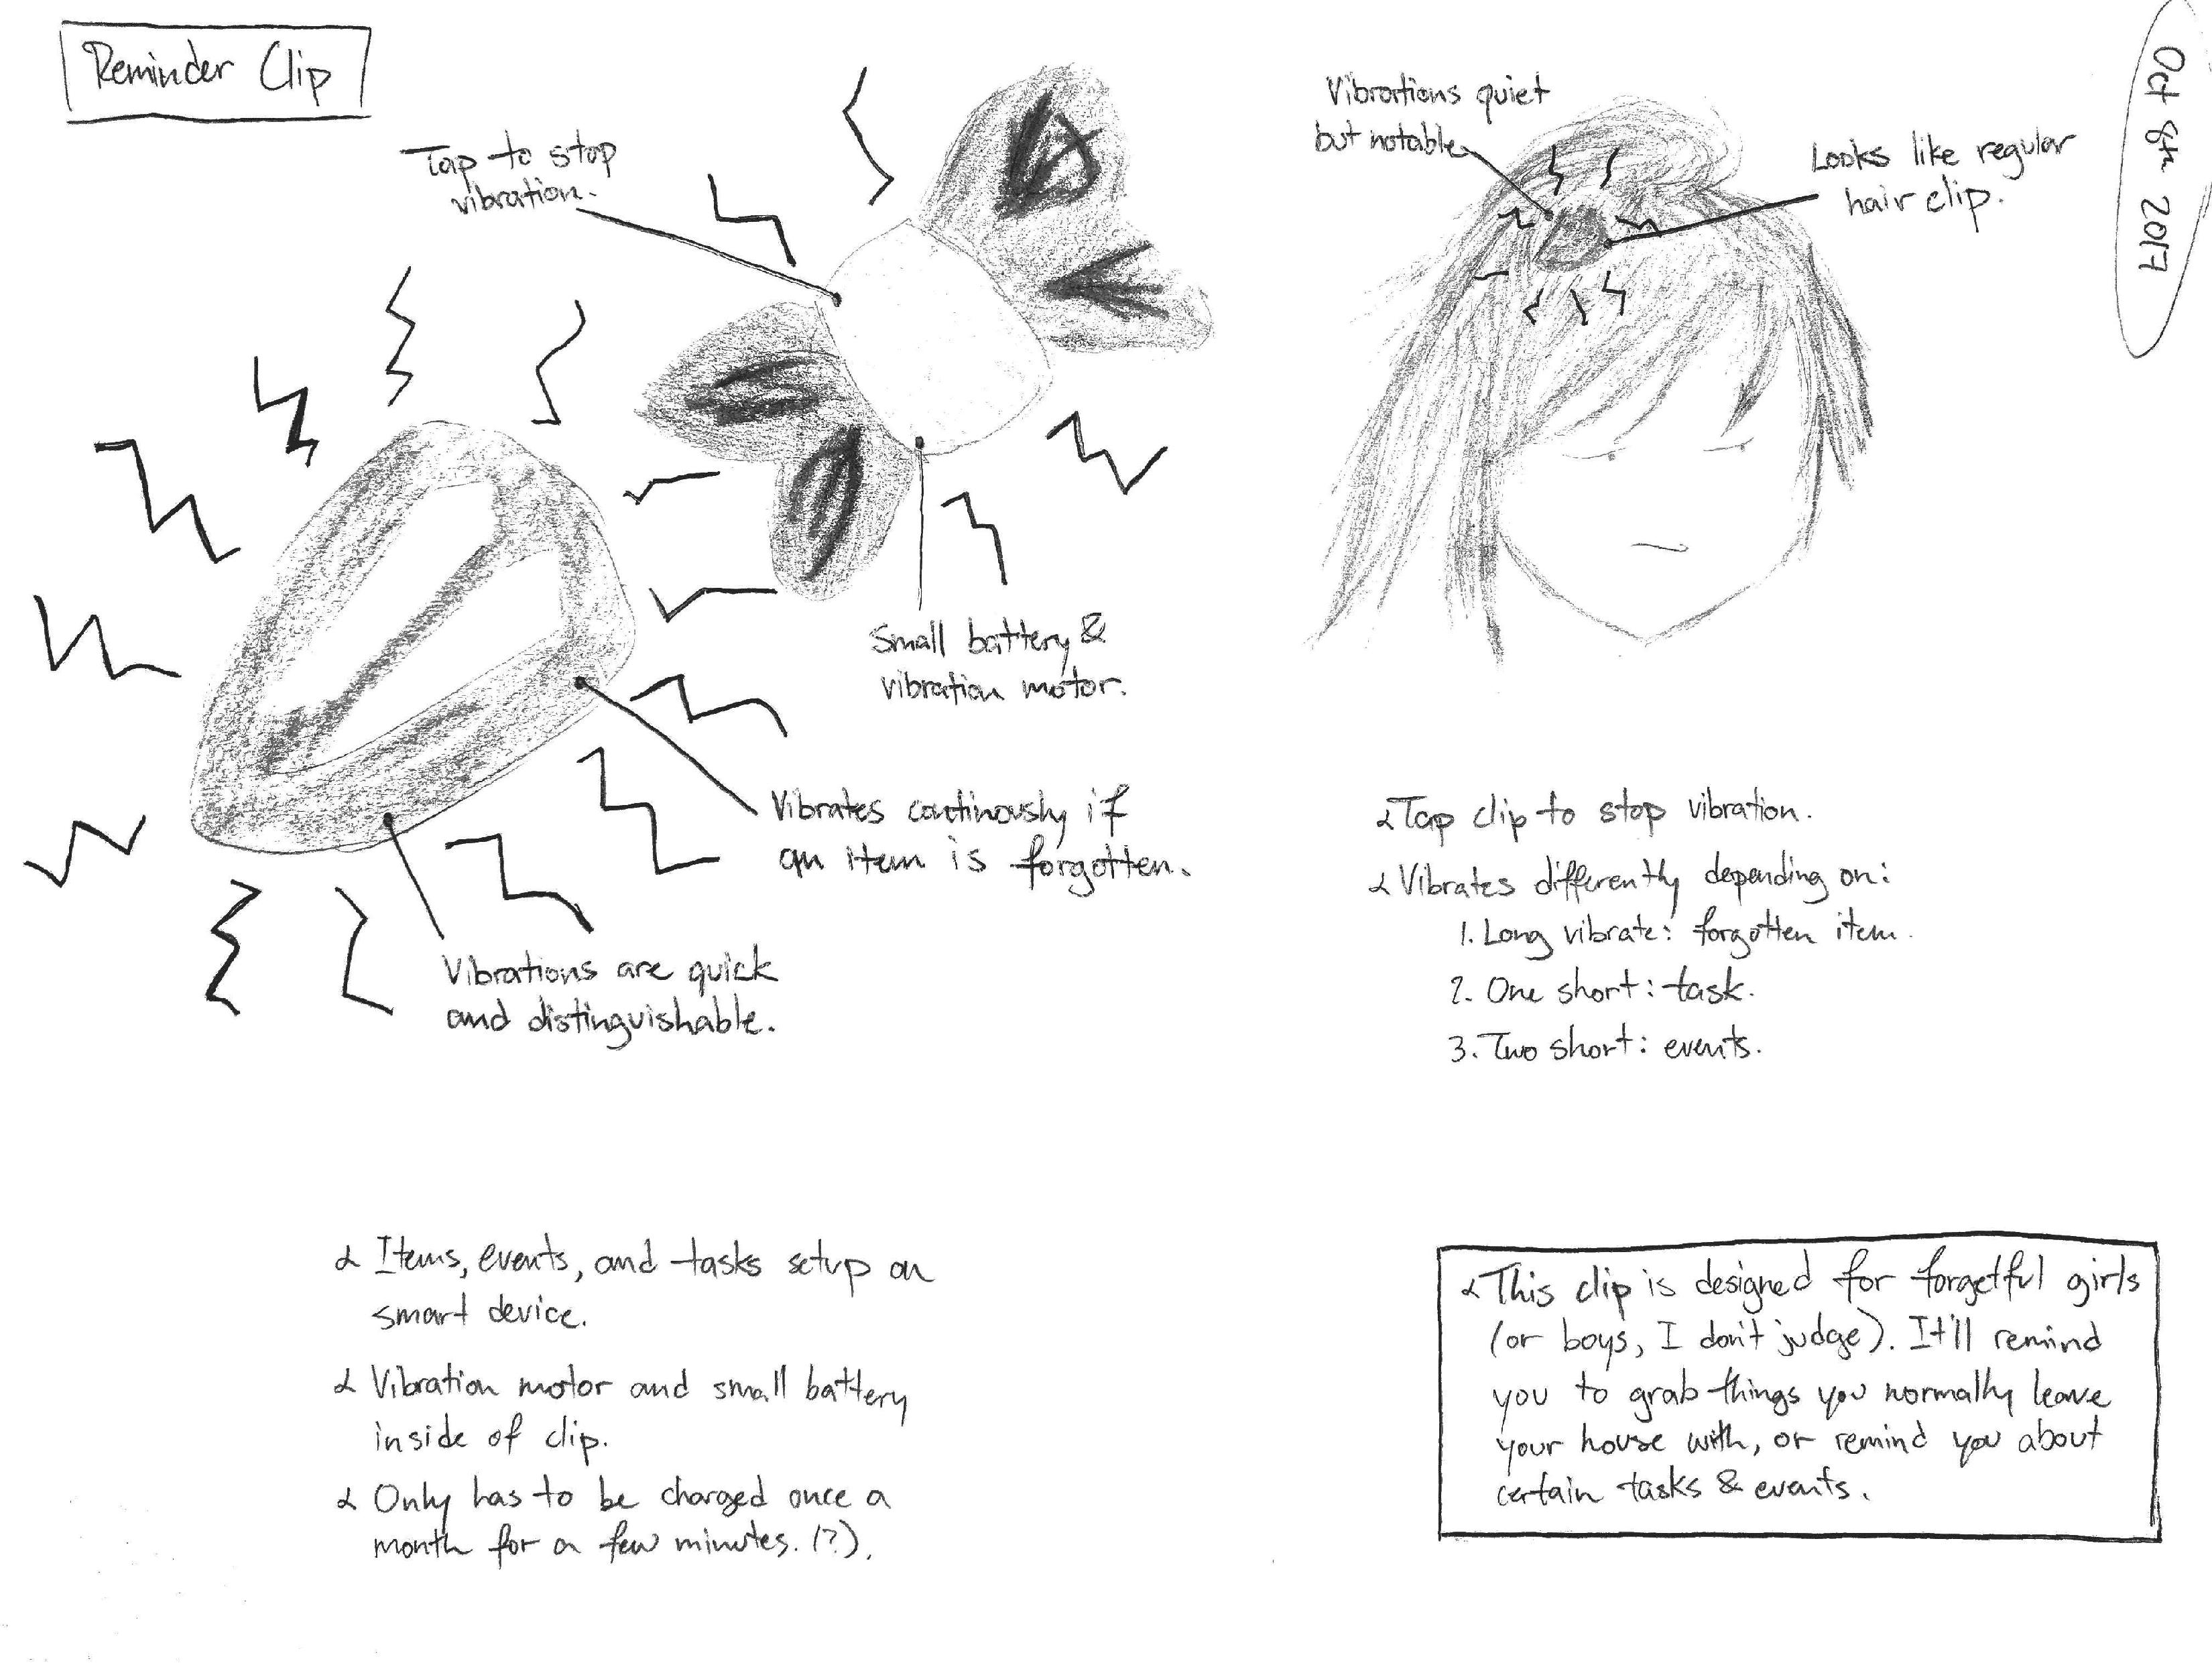 Reminder Clip
Tap to stop
vibration.
Vibrations quiet
but notable
Looks like regular
hair clip.
Oct 8th 2017
Small battery &
vibration motor.
Vibrates continously if
an item is forgotten.
Vibrations are quick
and distinguishable.
Tap clip to stop vibration.
Vibrates differently depending on:
1. Long vibrate: forgotten item.
2. One short: task.
3. Two short: events.
Items, events, and tasks setup on
smart device.
Vibration motor and small battery
inside of clip.
Only has to be charged once a
month for a few minutes. (?).
This clip is designed for forgetful girls
(or boys, I don't judge). It'll remind
you to grab things you normally leave
your house with, or remind you about
certain tasks & events.